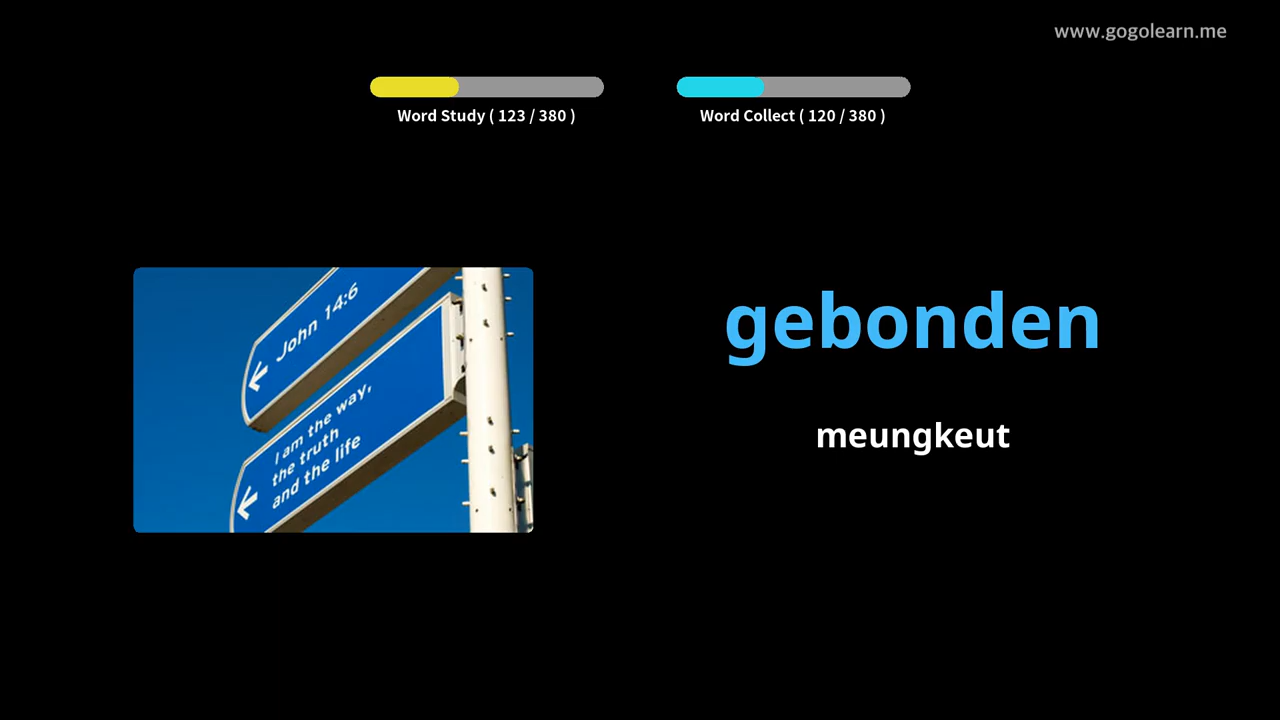 www.gogolearn.me
Word Study ( 123 / 380 )
Word Collect ( 120 / 380 )
John 14:6
I am the way,
the truth
and the life
gebonden
meungkeut